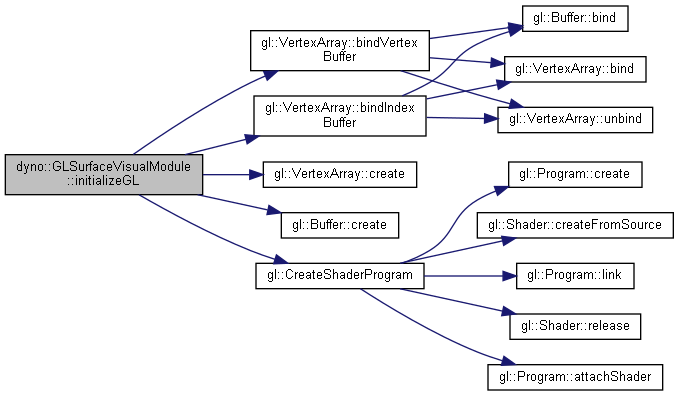 dyno::GLSurfaceVisualModule
::initializeGL
gl::VertexArray::bindVertex
Buffer
gl::VertexArray::bindIndex
Buffer
gl::VertexArray::create
gl::Buffer::create
gl::CreateShaderProgram
gl::Buffer::bind
gl::VertexArray::bind
gl::VertexArray::unbind
gl::Program::create
gl::Shader::createFromSource
gl::Program::link
gl::Shader::release
gl::Program::attachShader